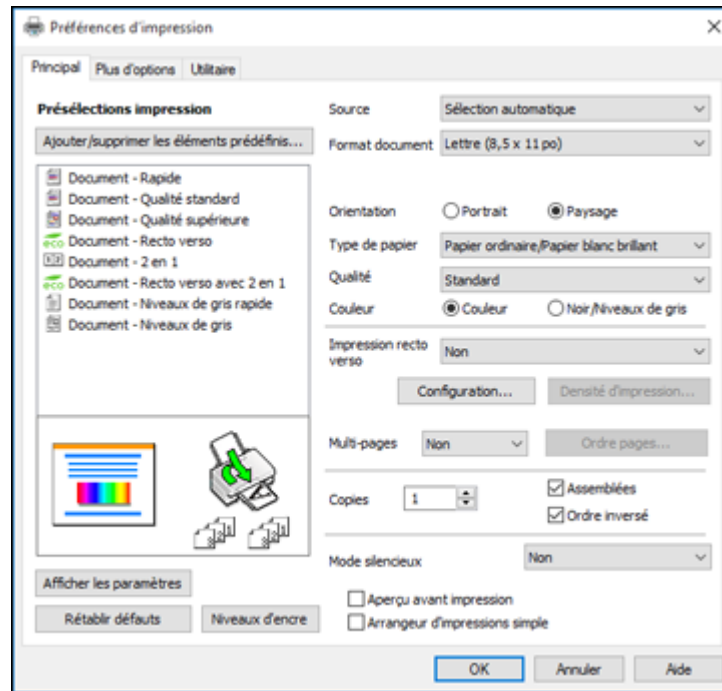 Préférences d'impression
Principal Plus d'options Utilitaire
Présélections impression
Ajouter/supprimer les éléments prédéfinis...
Document - Rapide
Document - Qualité standard
Document - Qualité supérieure
eco Document - Recto verso
Document - 2 en 1
eco Document - Recto verso avec 2 en 1
Document - Niveaux de gris rapide
Document - Niveaux de gris
Afficher les paramètres
Rétablir défauts Niveaux d'encre
Source Sélection automatique
Format document Lettre (8,5 x 11 po)
Orientation Portrait Paysage
Type de papier Papier ordinaire/Papier blanc brillant
Qualité Standard
Couleur Couleur Noir/Niveaux de gris
Impression recto
verso Non
Configuration... Densité d'impression...
Multi-pages Non Ordre pages...
Copies 1 Assemblées
Ordre inversé
Mode silencieux Non
Aperçu avant impression
Arrangeur d'impressions simple
OK Annuler Aide